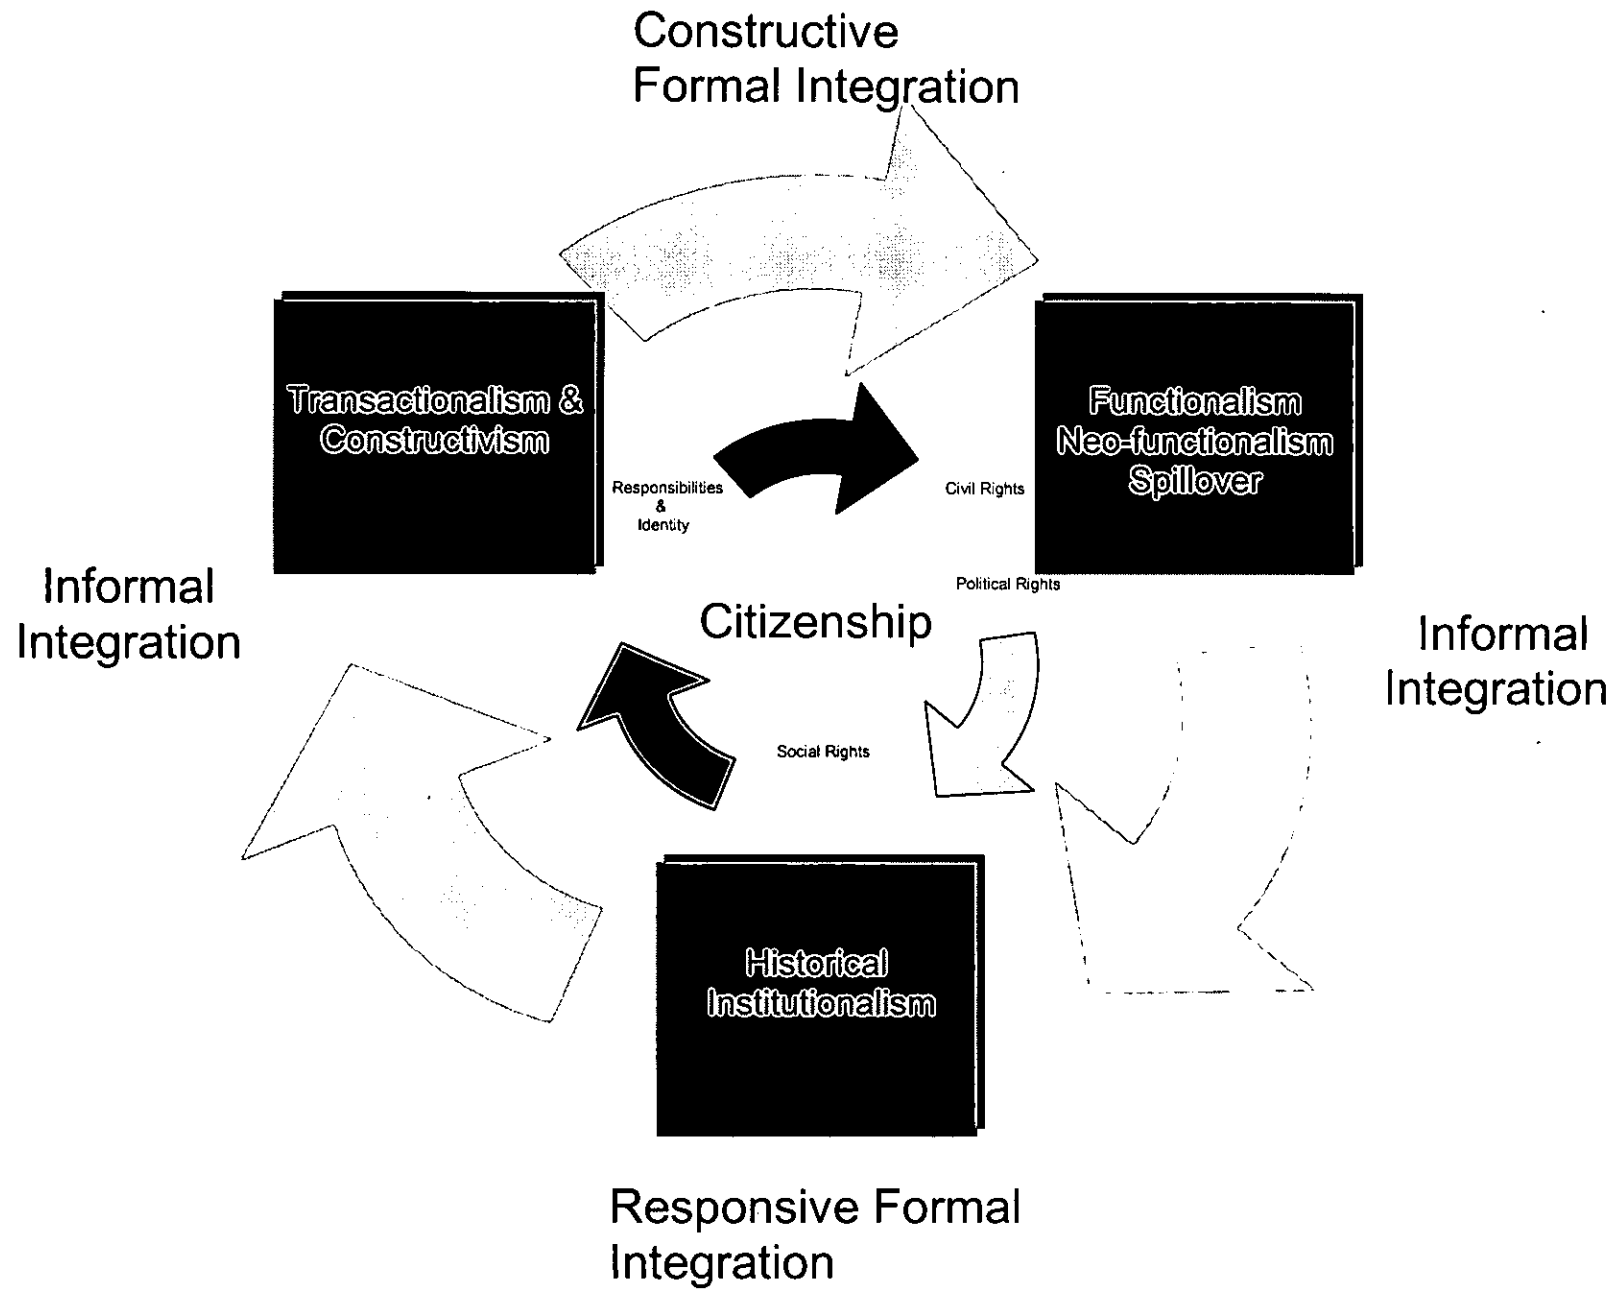 Constructive
Formal Integration
Transactionalism &
Constructivism
Functionalism
Neo-functionalism
Spillover
Responsibilities
&
Identity
Civil Rights
Political Rights
Informal
Integration
Citizenship
Informal
Integration
Social Rights
Historical
Institutionalism
Responsive Formal
Integration